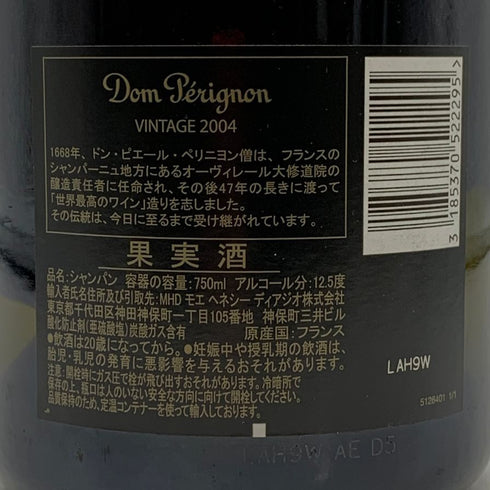 Dom Pérignon
VINTAGE 2004
1668年、ドン・ピエール・ペリニヨン僧は、フランスの
シャンパーニュ地方にあるオーヴィレール大修道院の
醸造責任者に任命され、その後47年の長きに渡って
「世界最高のワイン」造りを志しました。
その伝統は、今日に至るまで受け継がれています。
果実酒
品名:シャンパン 容器の容量:750ml アルコール分:12.5度
輸入者氏名住所及び引取先:MHD モエ ヘネシー ディアジオ株式会社
東京都千代田区神田神保町一丁目105番地 神保町三井ビル
酸化防止剤(亜硫酸塩)炭酸ガス含有 原産国:フランス
●飲酒は20歳になってから。●妊娠中や授乳期の飲酒は、
胎児・乳児の発育に悪影響を与えるおそれがあります。
注意:開栓時にガス圧で栓が飛び出すおそれがあります。冷暗所で
保存の上、瓶口は人のいない安全な方向に向けて開栓してください。
品質保持のため、定温コンテナーを使って輸入しております。
3 185370 522295>
LAH9W
5126401 1/1
LAH9W AE D5